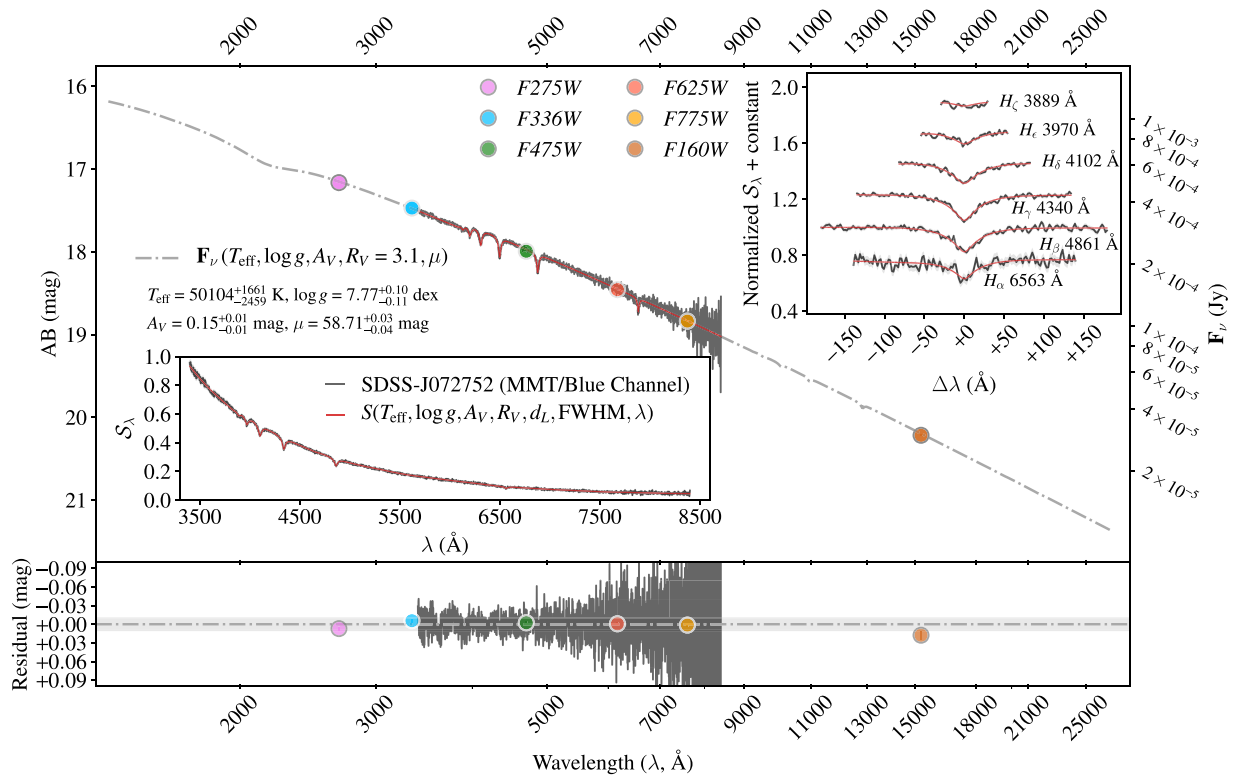 2000 3000 5000 7000 9000 11000 13000 15000 18000 21000 25000
16
17
18
19
20
21
AB (mag)
F275W F625W
F336W F775W
F475W F160W
F_ν(T_eff, log g, A_V, R_V = 3.1, μ)
T_eff = 50104^{+1661}_{−2459} K, log g = 7.77^{+0.10}_{−0.11} dex
A_V = 0.15^{+0.01}_{−0.01} mag, μ = 58.71^{+0.03}_{−0.04} mag
Normalized 𝒮_λ + constant
2.0
1.6
1.2
0.8
0.4
H_ζ 3889 Å
H_ϵ 3970 Å
H_δ 4102 Å
H_γ 4340 Å
H_β 4861 Å
H_α 6563 Å
−150 −100 −50 +0 +50 +100 +150
Δλ (Å)
1 × 10⁻³
8 × 10⁻⁴
6 × 10⁻⁴
4 × 10⁻⁴
2 × 10⁻⁴
1 × 10⁻⁴
8 × 10⁻⁵
6 × 10⁻⁵
4 × 10⁻⁵
2 × 10⁻⁵
F_ν (Jy)
1.0
0.8
0.6
0.4
0.2
0.0
𝒮_λ
SDSS-J072752 (MMT/Blue Channel)
S(T_eff, log g, A_V, R_V, d_L, FWHM, λ)
3400 4500 5500 6500 7500 8500
λ (Å)
Residual (mag)
−0.09
−0.06
−0.03
+0.00
+0.03
+0.06
+0.09
2000 3000 5000 7000 9000 11000 13000 15000 18000 21000 25000
Wavelength (λ, Å)